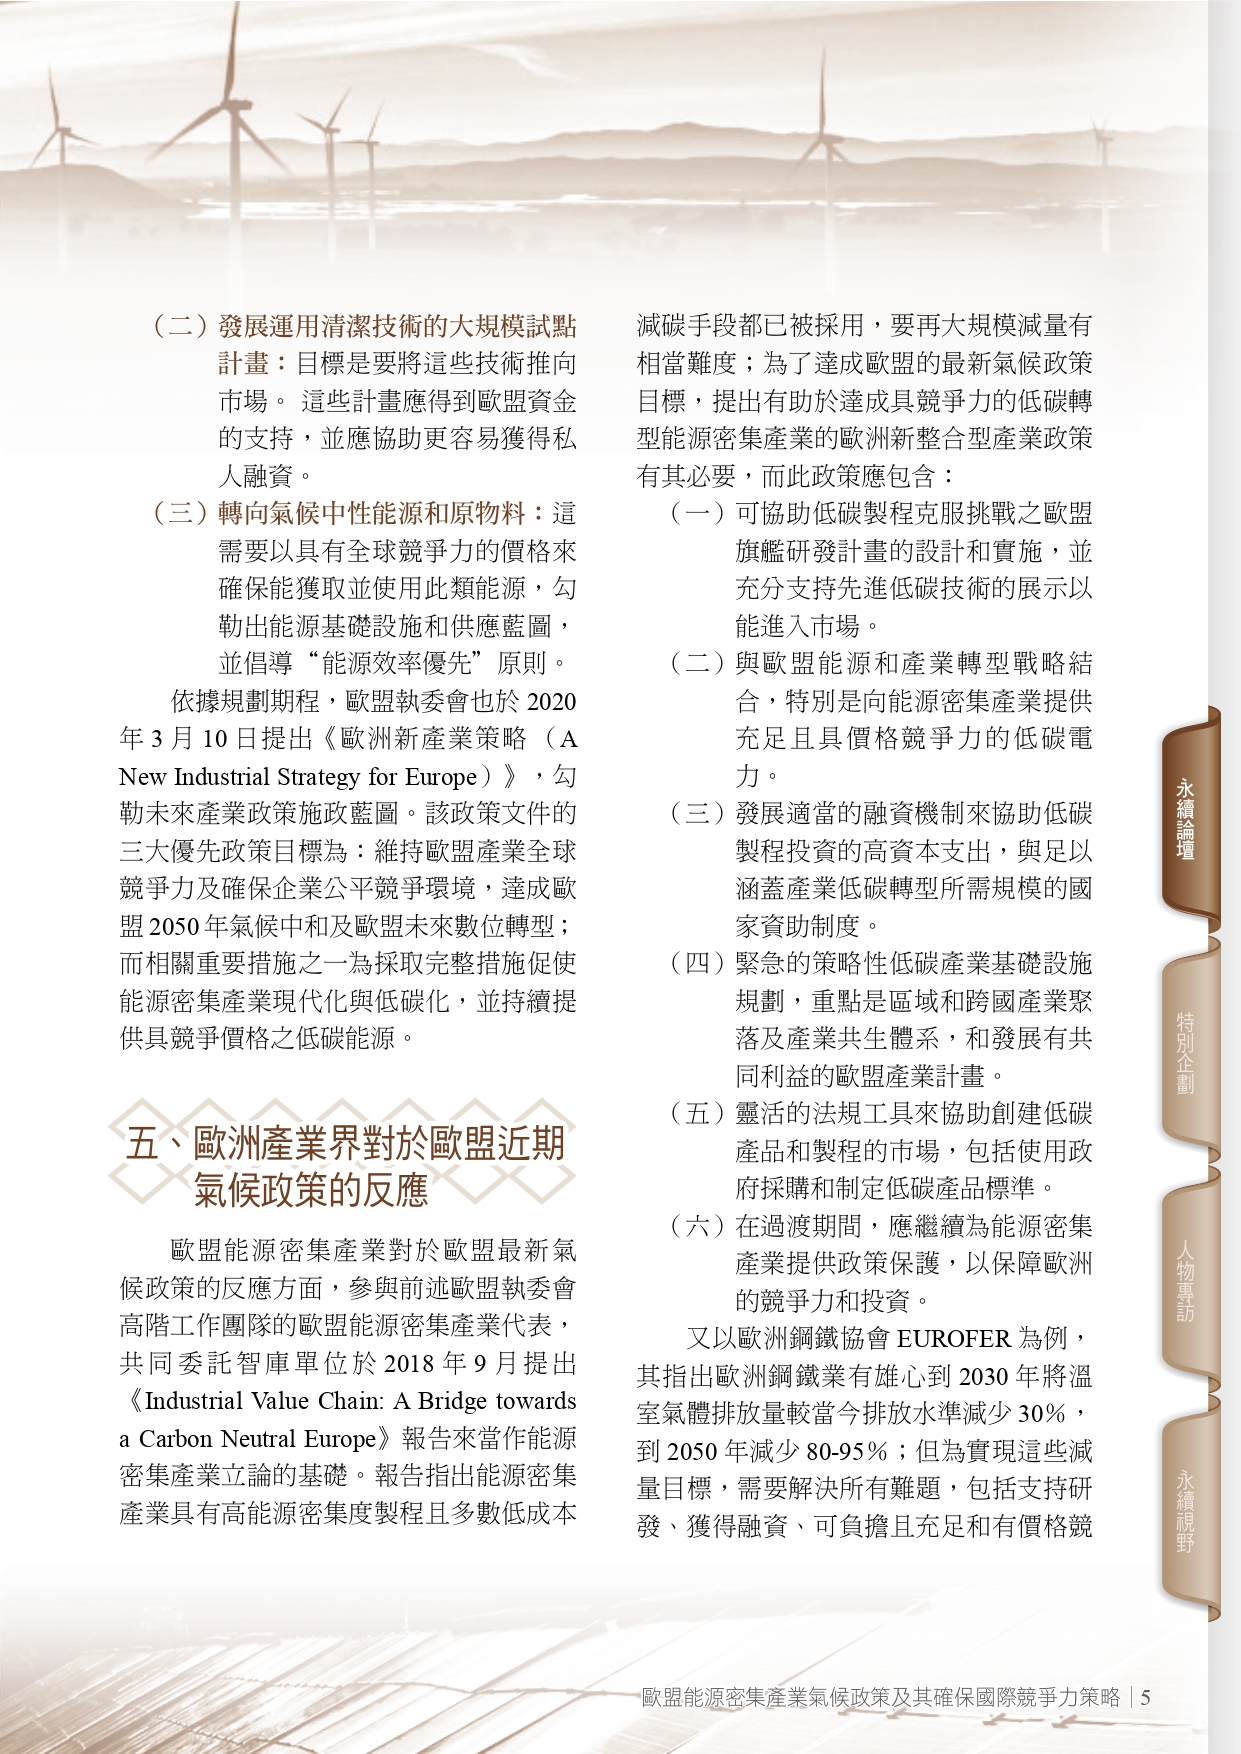 （二）發展運用清潔技術的大規模試點
計畫：目標是要將這些技術推向
市場。 這些計畫應得到歐盟資金
的支持，並應協助更容易獲得私
人融資。
（三）轉向氣候中性能源和原物料：這
需要以具有全球競爭力的價格來
確保能獲取並使用此類能源，勾
勒出能源基礎設施和供應藍圖，
並倡導“能源效率優先”原則。
依據規劃期程，歐盟執委會也於 2020
年 3 月 10 日提出《歐洲新產業策略（A
New Industrial Strategy for Europe）》，勾
勒未來產業政策施政藍圖。該政策文件的
三大優先政策目標為：維持歐盟產業全球
競爭力及確保企業公平競爭環境，達成歐
盟 2050 年氣候中和及歐盟未來數位轉型；
而相關重要措施之一為採取完整措施促使
能源密集產業現代化與低碳化，並持續提
供具競爭價格之低碳能源。
五、歐洲產業界對於歐盟近期
氣候政策的反應
歐盟能源密集產業對於歐盟最新氣
候政策的反應方面，參與前述歐盟執委會
高階工作團隊的歐盟能源密集產業代表，
共同委託智庫單位於 2018 年 9 月提出
《Industrial Value Chain: A Bridge towards
a Carbon Neutral Europe》報告來當作能源
密集產業立論的基礎。報告指出能源密集
產業具有高能源密集度製程且多數低成本
減碳手段都已被採用，要再大規模減量有
相當難度；為了達成歐盟的最新氣候政策
目標，提出有助於達成具競爭力的低碳轉
型能源密集產業的歐洲新整合型產業政策
有其必要，而此政策應包含：
（一）可協助低碳製程克服挑戰之歐盟
旗艦研發計畫的設計和實施，並
充分支持先進低碳技術的展示以
能進入市場。
（二）與歐盟能源和產業轉型戰略結
合，特別是向能源密集產業提供
充足且具價格競爭力的低碳電
力。
（三）發展適當的融資機制來協助低碳
製程投資的高資本支出，與足以
涵蓋產業低碳轉型所需規模的國
家資助制度。
（四）緊急的策略性低碳產業基礎設施
規劃，重點是區域和跨國產業聚
落及產業共生體系，和發展有共
同利益的歐盟產業計畫。
（五）靈活的法規工具來協助創建低碳
產品和製程的市場，包括使用政
府採購和制定低碳產品標準。
（六）在過渡期間，應繼續為能源密集
產業提供政策保護，以保障歐洲
的競爭力和投資。
又以歐洲鋼鐵協會 EUROFER 為例，
其指出歐洲鋼鐵業有雄心到 2030 年將溫
室氣體排放量較當今排放水準減少 30%，
到 2050 年減少 80-95%；但為實現這些減
量目標，需要解決所有難題，包括支持研
發、獲得融資、可負擔且充足和有價格競
永續論壇
特別企劃
人物專訪
永續視野
歐盟能源密集產業氣候政策及其確保國際競爭力策略｜5